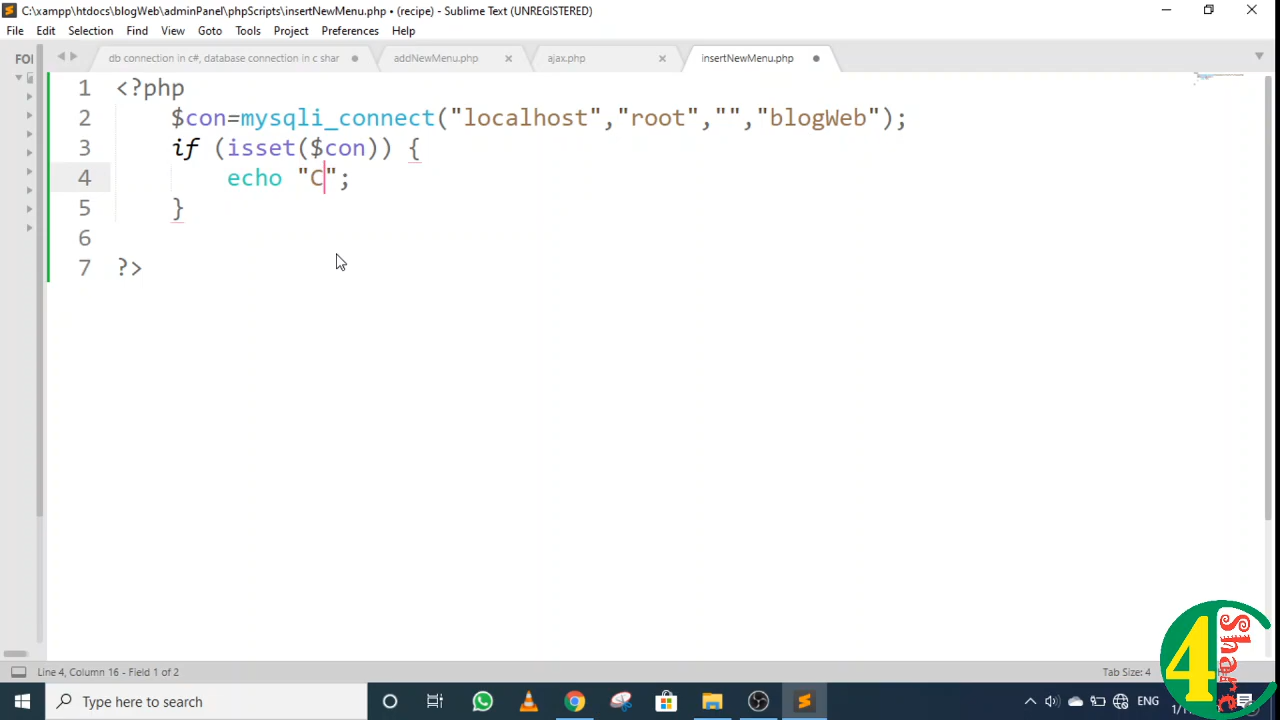 C:\xampp\htdocs\blogWeb\adminPanel\phpScripts\insertNewMenu.php • (recipe) - Sublime Text (UNREGISTERED)
File Edit Selection Find View Goto Tools Project Preferences Help
FOI
db connection in c#, database connection in c shar
addNewMenu.php
ajax.php
insertNewMenu.php
1 <?php
2 $con=mysqli_connect("localhost","root","","blogWeb");
3 if (isset($con)) {
4 echo "C";
5 }
6
7 ?>
Line 4, Column 16 - Field 1 of 2
Tab Size: 4
Type here to search
ENG
4
Share